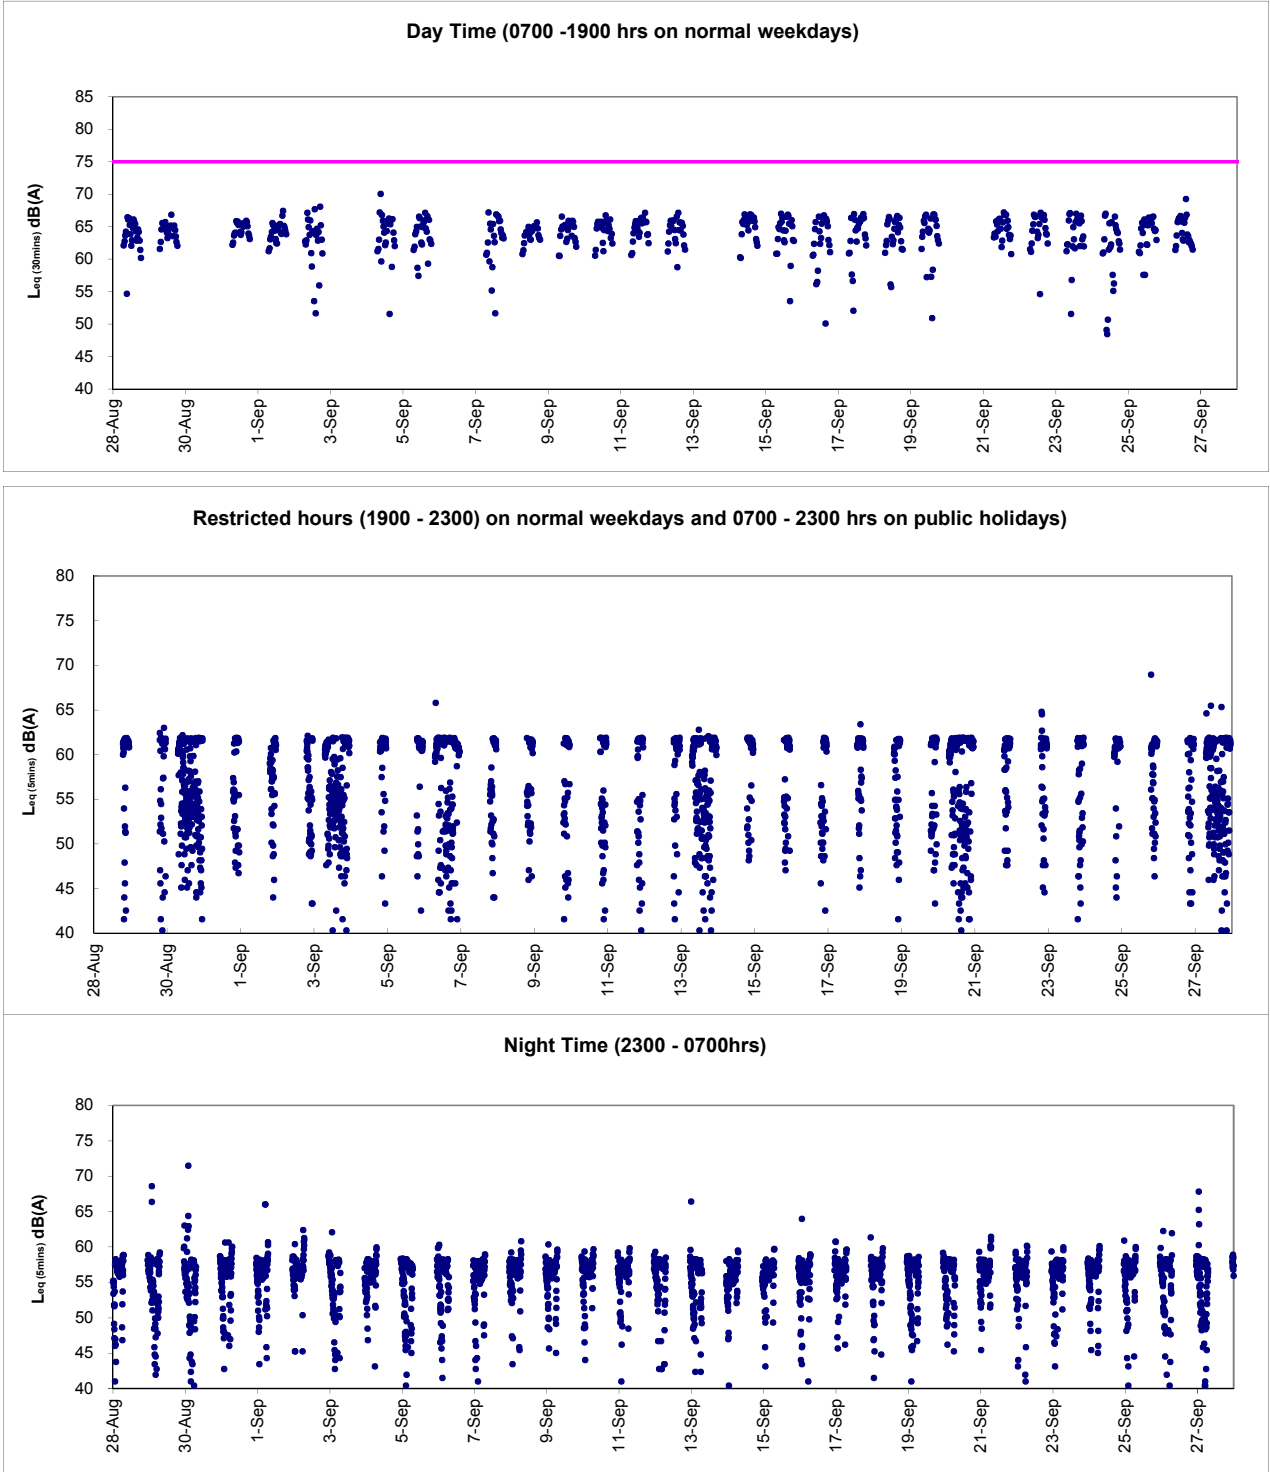 Day Time (0700 -1900 hrs on normal weekdays)
85
80
75
70
65
60
55
50
45
40
Leq (30mins) dB(A)
28-Aug
30-Aug
1-Sep
3-Sep
5-Sep
7-Sep
9-Sep
11-Sep
13-Sep
15-Sep
17-Sep
19-Sep
21-Sep
23-Sep
25-Sep
27-Sep
Restricted hours (1900 - 2300) on normal weekdays and 0700 - 2300 hrs on public holidays)
80
75
70
65
60
55
50
45
40
Leq (5mins) dB(A)
28-Aug
30-Aug
1-Sep
3-Sep
5-Sep
7-Sep
9-Sep
11-Sep
13-Sep
15-Sep
17-Sep
19-Sep
21-Sep
23-Sep
25-Sep
27-Sep
Night Time (2300 - 0700hrs)
80
75
70
65
60
55
50
45
40
Leq (5mins) dB(A)
28-Aug
30-Aug
1-Sep
3-Sep
5-Sep
7-Sep
9-Sep
11-Sep
13-Sep
15-Sep
17-Sep
19-Sep
21-Sep
23-Sep
25-Sep
27-Sep